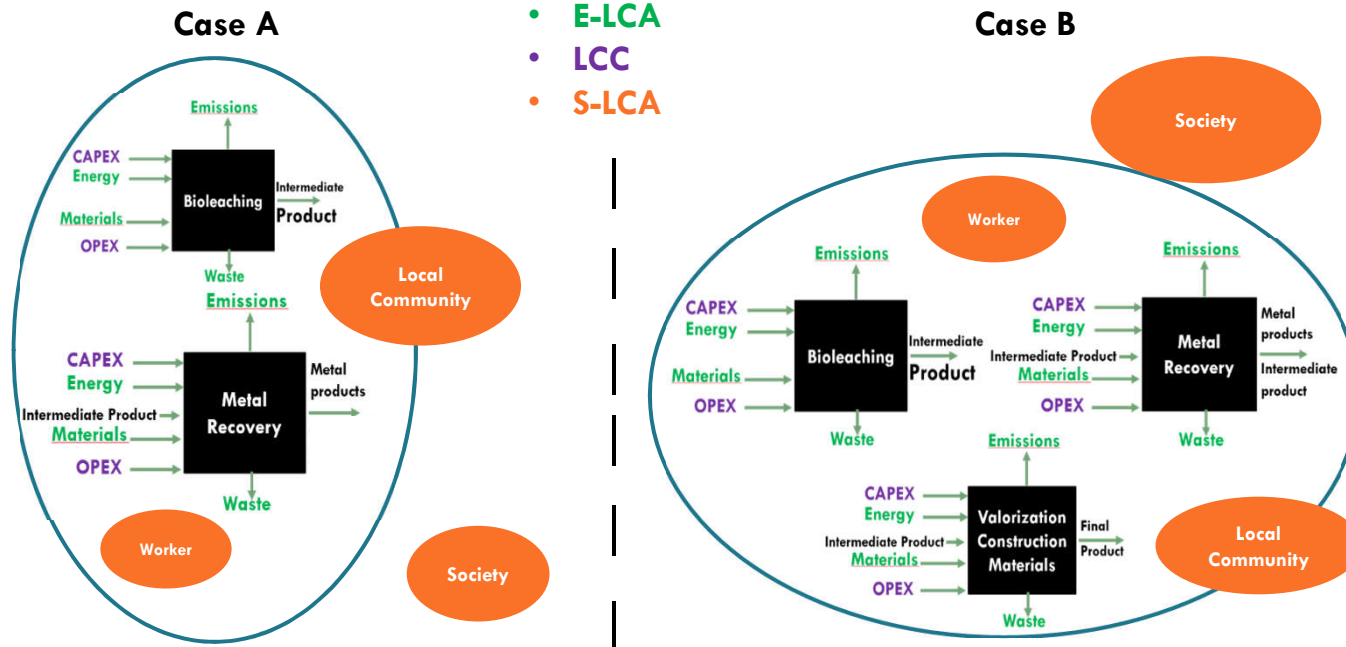 Case A
• E-LCA
• LCC
• S-LCA
Case B
Emissions
CAPEX
Energy
Bioleaching
Intermediate
Product
Materials
OPEX
Waste
Local
Community
Emissions
CAPEX
Energy
Intermediate Product
Materials
OPEX
Metal
Recovery
Metal
products
Waste
Worker
Society
Society
Worker
Emissions
CAPEX
Energy
Materials
OPEX
Bioleaching
Intermediate
Product
Waste
Emissions
CAPEX
Energy
Intermediate Product
Materials
OPEX
Metal
Recovery
Metal
products
Intermediate
product
Waste
Emissions
CAPEX
Energy
Intermediate Product
Materials
OPEX
Valorization
Construction
Materials
Final
Product
Waste
Local
Community